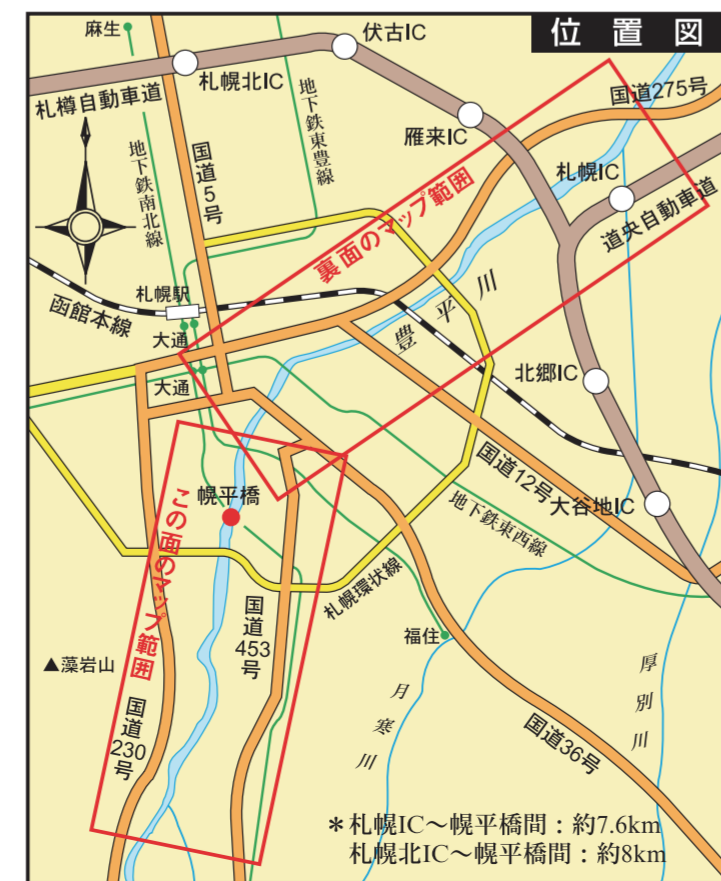 位置図
麻生
伏古IC
札幌北IC
札樽自動車道
国道275号
雁来IC
地下鉄東豊線
地下鉄南北線
国道5号
札幌IC
道央自動車道
裏面のマップ範囲
札幌駅
函館本線
大通
豊平川
大通
北郷IC
国道12号
大谷地IC
幌平橋
この面のマップ範囲
地下鉄東西線
札幌環状線
国道453号
福住
▲藻岩山
厚別川
月寒川
国道230号
国道36号
＊札幌IC〜幌平橋間：約7.6km
札幌北IC〜幌平橋間：約8km